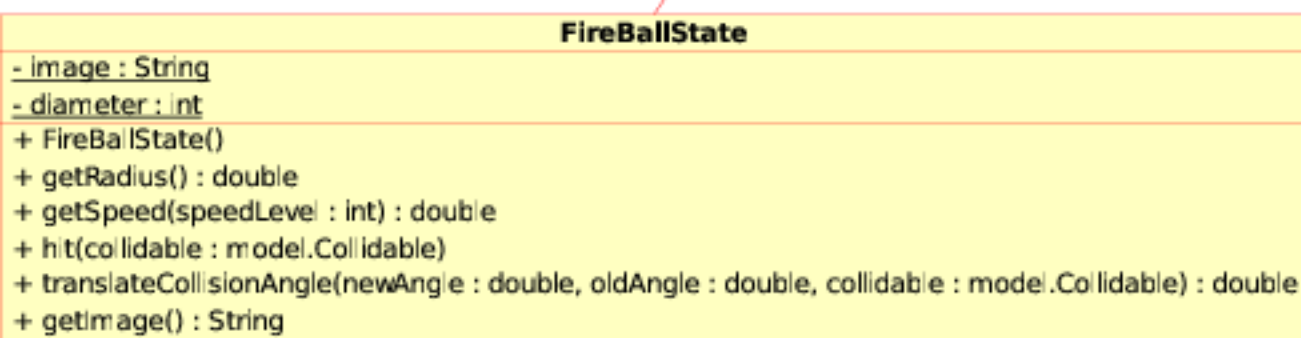 FireBallState
- image : String
- diameter : int
+ FireBallState()
+ getRadius() : double
+ getSpeed(speedLevel : int) : double
+ hit(collidable : model.Collidable)
+ translateCollisionAngle(newAngle : double, oldAngle : double, collidable : model.Collidable) : double
+ getImage() : String